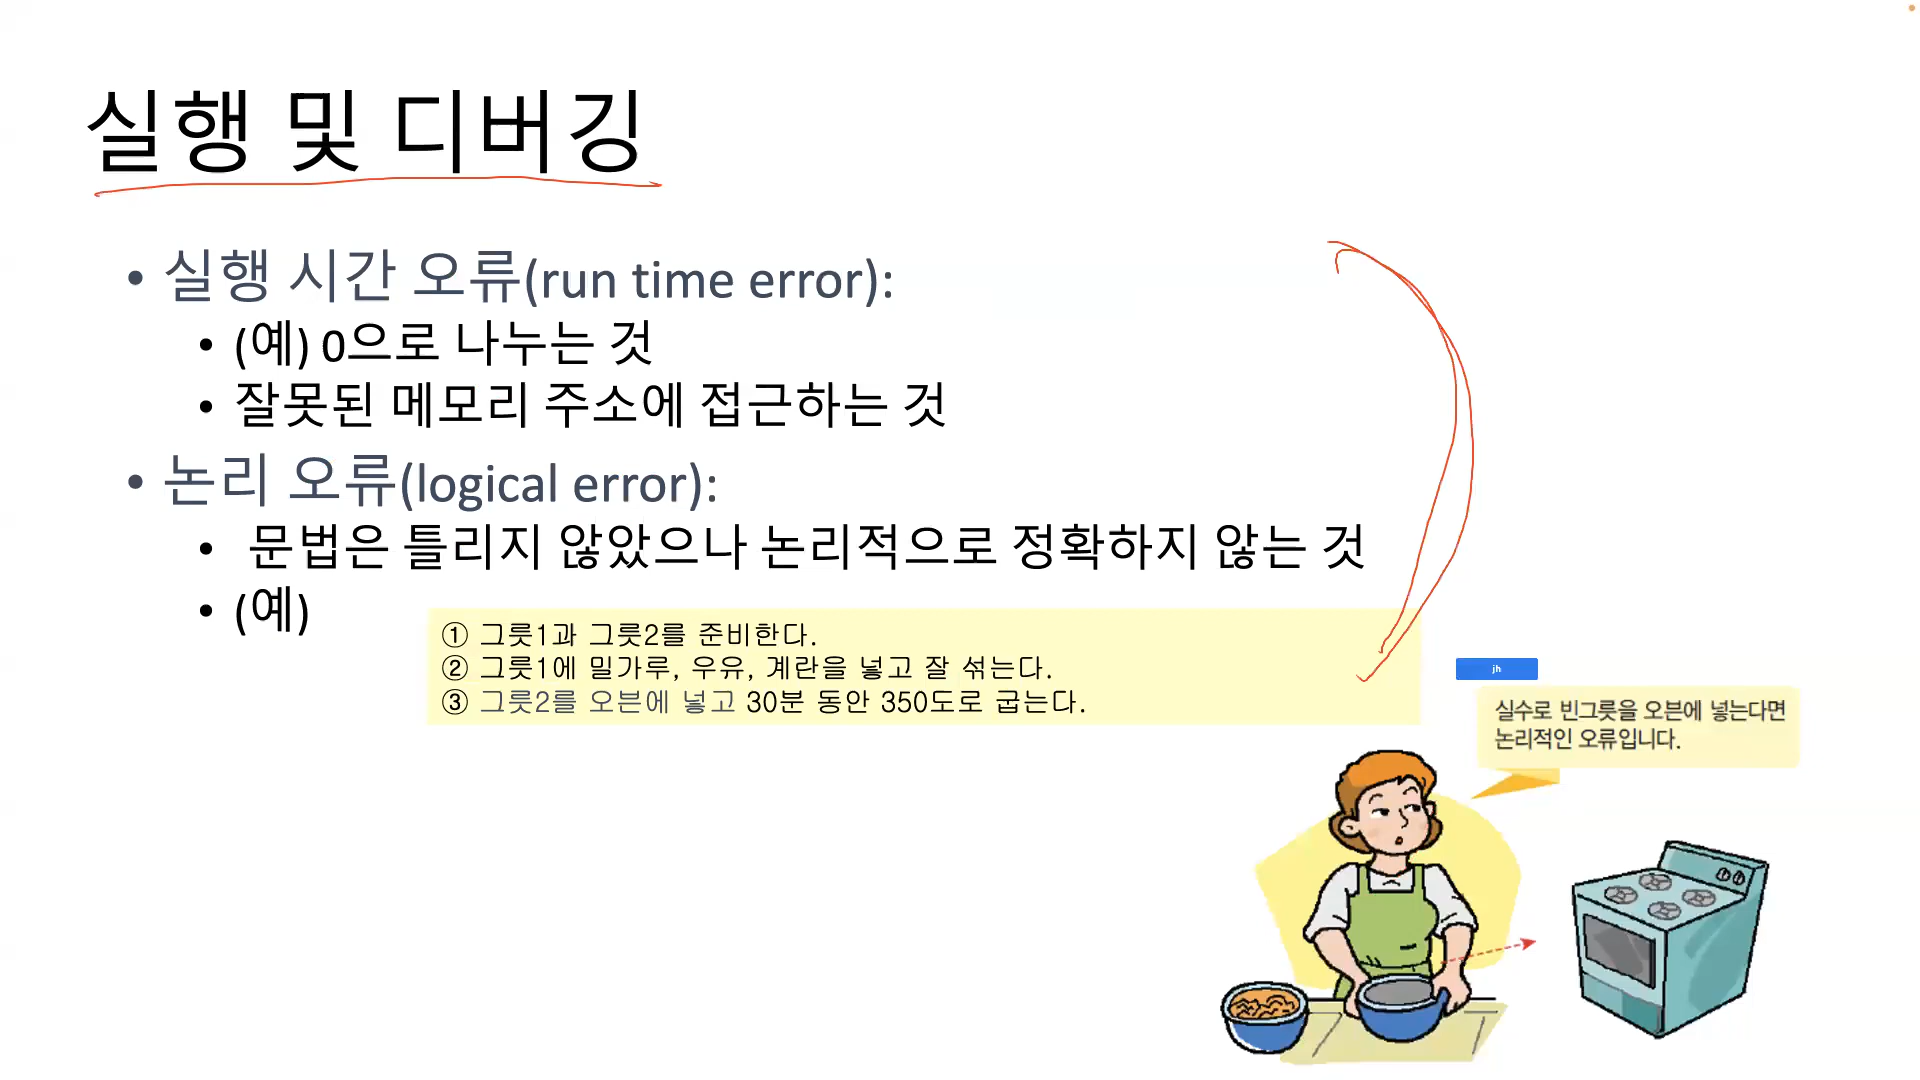 실행 및 디버깅
• 실행 시간 오류(run time error):
• (예) 0으로 나누는 것
• 잘못된 메모리 주소에 접근하는 것
• 논리 오류(logical error):
• 문법은 틀리지 않았으나 논리적으로 정확하지 않는 것
• (예)
① 그릇1과 그릇2를 준비한다.
② 그릇1에 밀가루, 우유, 계란을 넣고 잘 섞는다.
③ 그릇2를 오븐에 넣고 30분 동안 350도로 굽는다.
jh
실수로 빈그릇을 오븐에 넣는다면
논리적인 오류입니다.